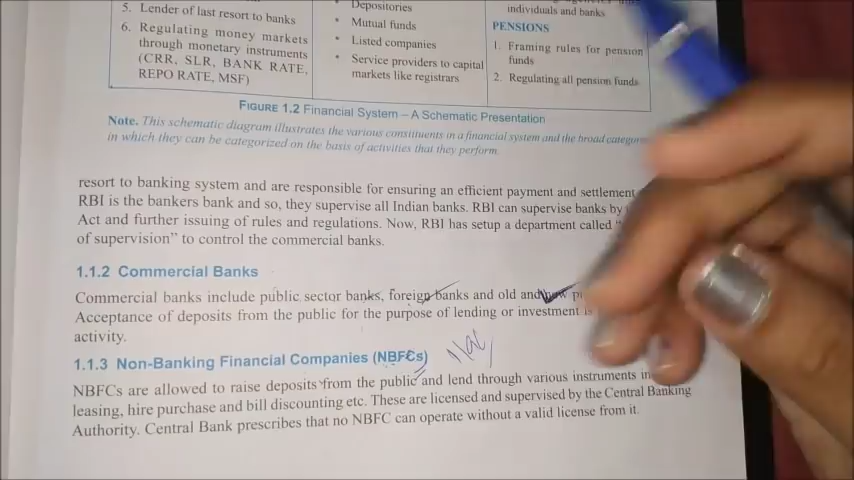 5. Lender of last resort to banks
6. Regulating money markets
through monetary instruments
(CRR, SLR, BANK RATE,
REPO RATE, MSF)
Depositories
• Mutual funds
• Listed companies
• Service providers to capital
markets like registrars
individuals and banks
PENSIONS
1. Framing rules for pension
funds
2. Regulating all pension funds
FIGURE 1.2 Financial System – A Schematic Presentation
Note. This schematic diagram illustrates the various constituents in a financial system and the broad
in which they can be categorized on the basis of activities that they perform.
resort to banking system and are responsible for ensuring an efficient payment and settlement
RBI is the bankers bank and so, they supervise all Indian banks. RBI can supervise banks by
Act and further issuing of rules and regulations. Now, RBI has setup a department called
of supervision” to control the commercial banks.
1.1.2 Commercial Banks
Commercial banks include public sector banks, foreign banks and old and new
Acceptance of deposits from the public for the purpose of lending or investment is
activity.
1.1.3 Non-Banking Financial Companies (NBFCs)
NBFCs are allowed to raise deposits from the public and lend through various instruments
leasing, hire purchase and bill discounting etc. These are licensed and supervised by the Central Banking
Authority. Central Bank prescribes that no NBFC can operate without a valid license from it.